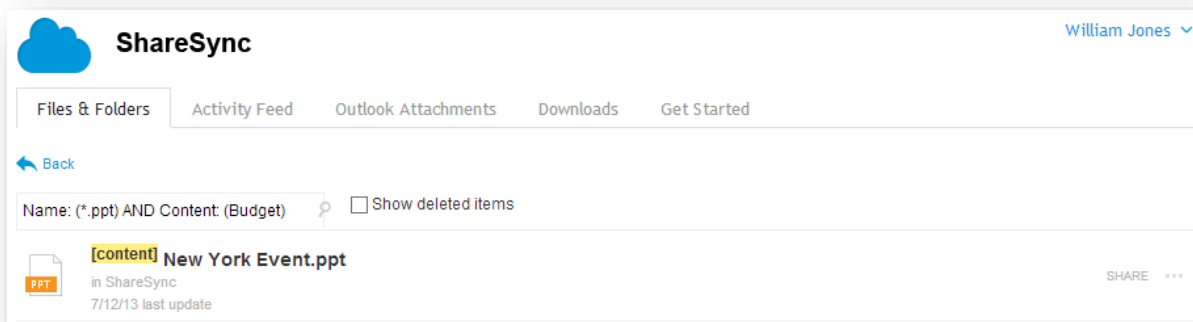 ShareSync
William Jones
Files & Folders Activity Feed Outlook Attachments Downloads Get Started
Back
Name: (*.ppt) AND Content: (Budget) Show deleted items
[content] New York Event.ppt
PPT
in ShareSync
SHARE
7/12/13 last update